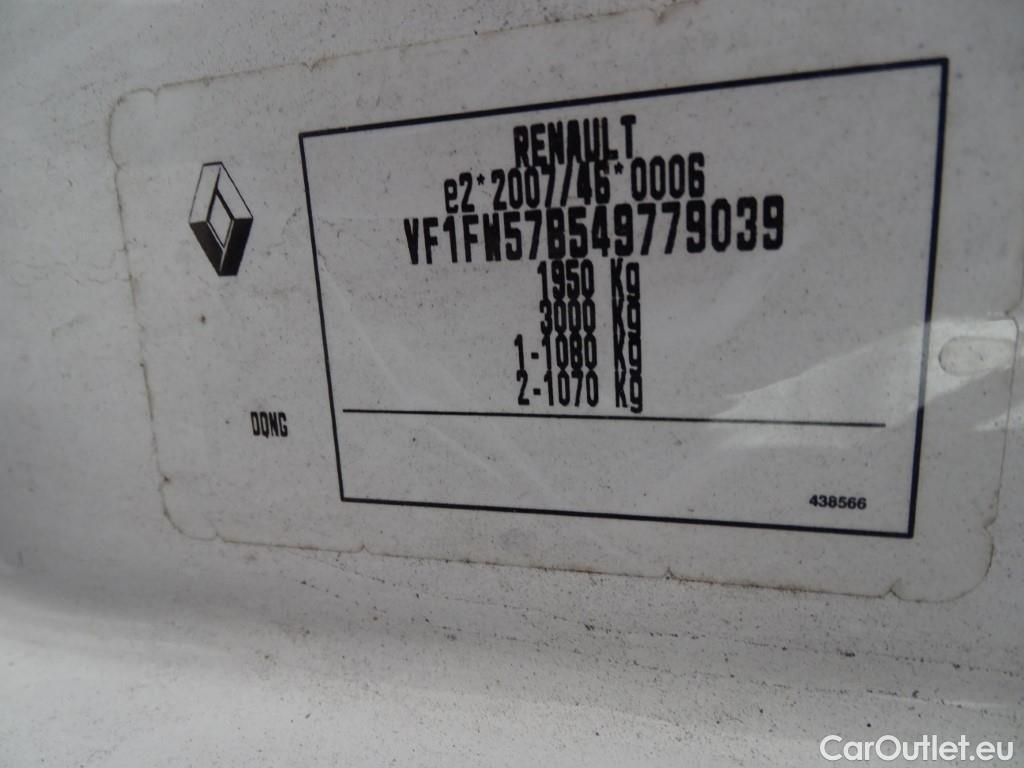 RENAULT
e2*2007/46*0006
VF1FW57B549779039
1950 Kg
3000 Kg
1-1080 Kg
2-1070 Kg
DQNG
438566
CarOutlet.eu